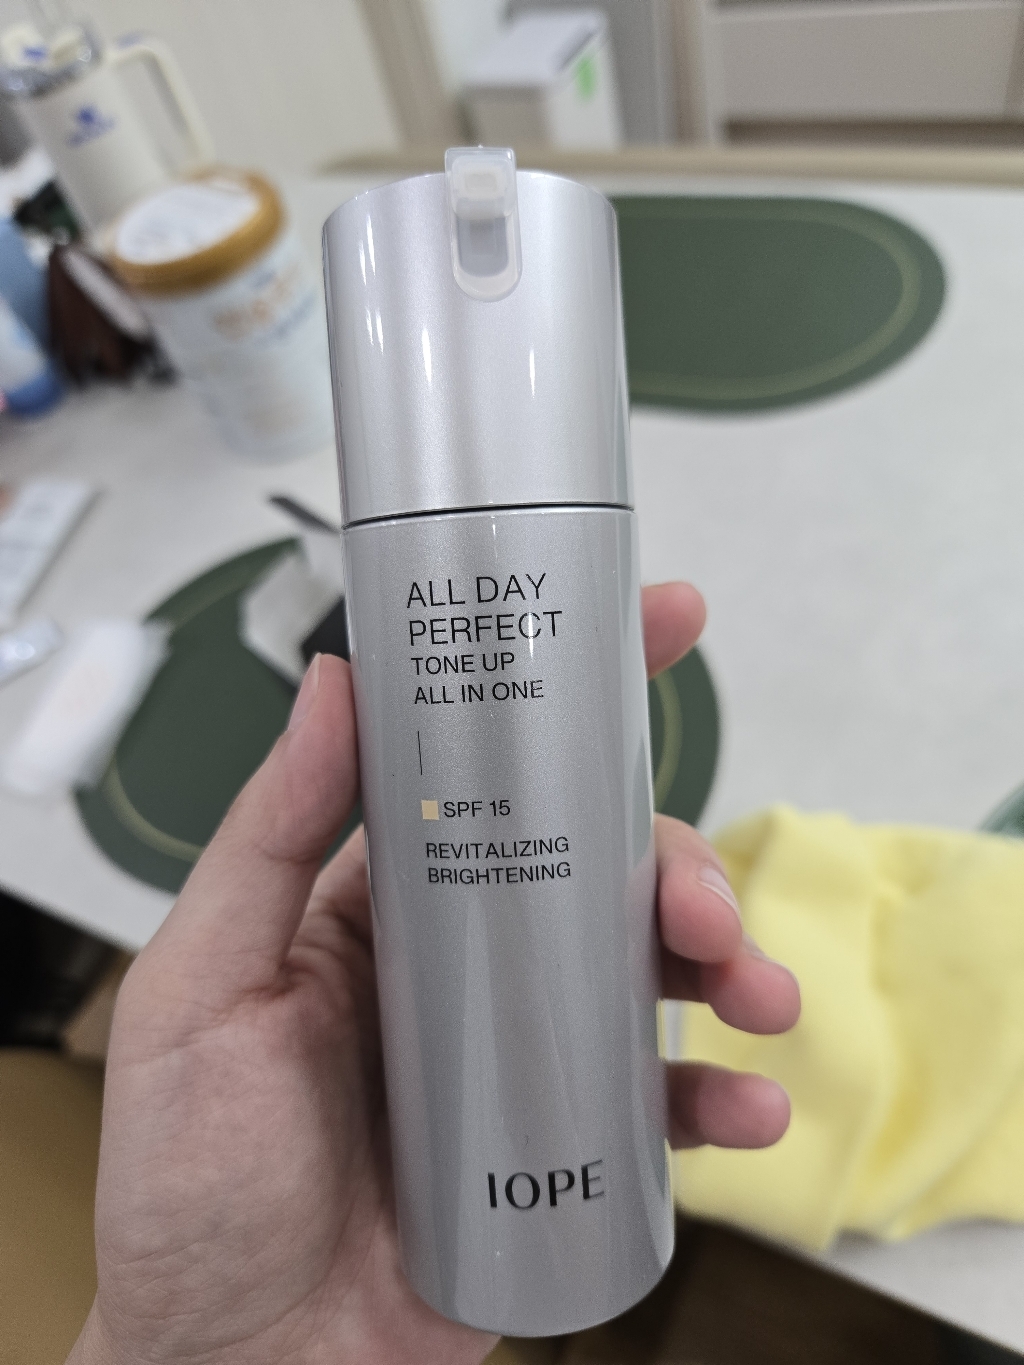 ALL DAY
PERFECT
TONE UP
ALL IN ONE
SPF 15
REVITALIZING
BRIGHTENING
IOPE